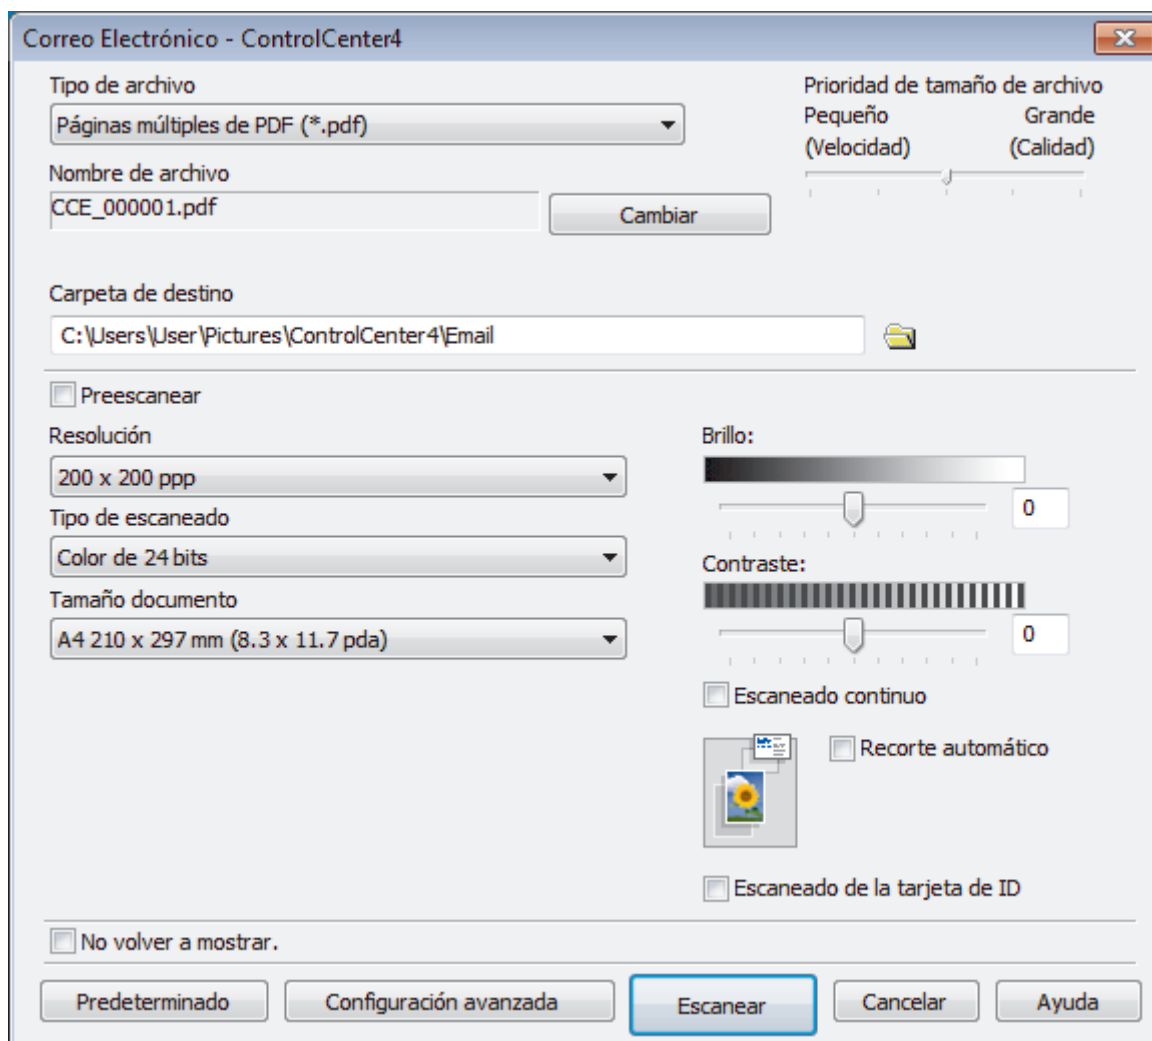 Correo Electrónico - ControlCenter4
Tipo de archivo
Páginas múltiples de PDF (*.pdf)
Prioridad de tamaño de archivo
Pequeño Grande
(Velocidad) (Calidad)
Nombre de archivo
CCE_000001.pdf
Cambiar
Carpeta de destino
C:\Users\User\Pictures\ControlCenter4\Email
Preescanear
Resolución
200 x 200 ppp
Tipo de escaneado
Color de 24 bits
Tamaño documento
A4 210 x 297 mm (8.3 x 11.7 pda)
Brillo:
0
Contraste:
0
Escaneado continuo
Recorte automático
Escaneado de la tarjeta de ID
No volver a mostrar.
Predeterminado Configuración avanzada Escanear Cancelar Ayuda